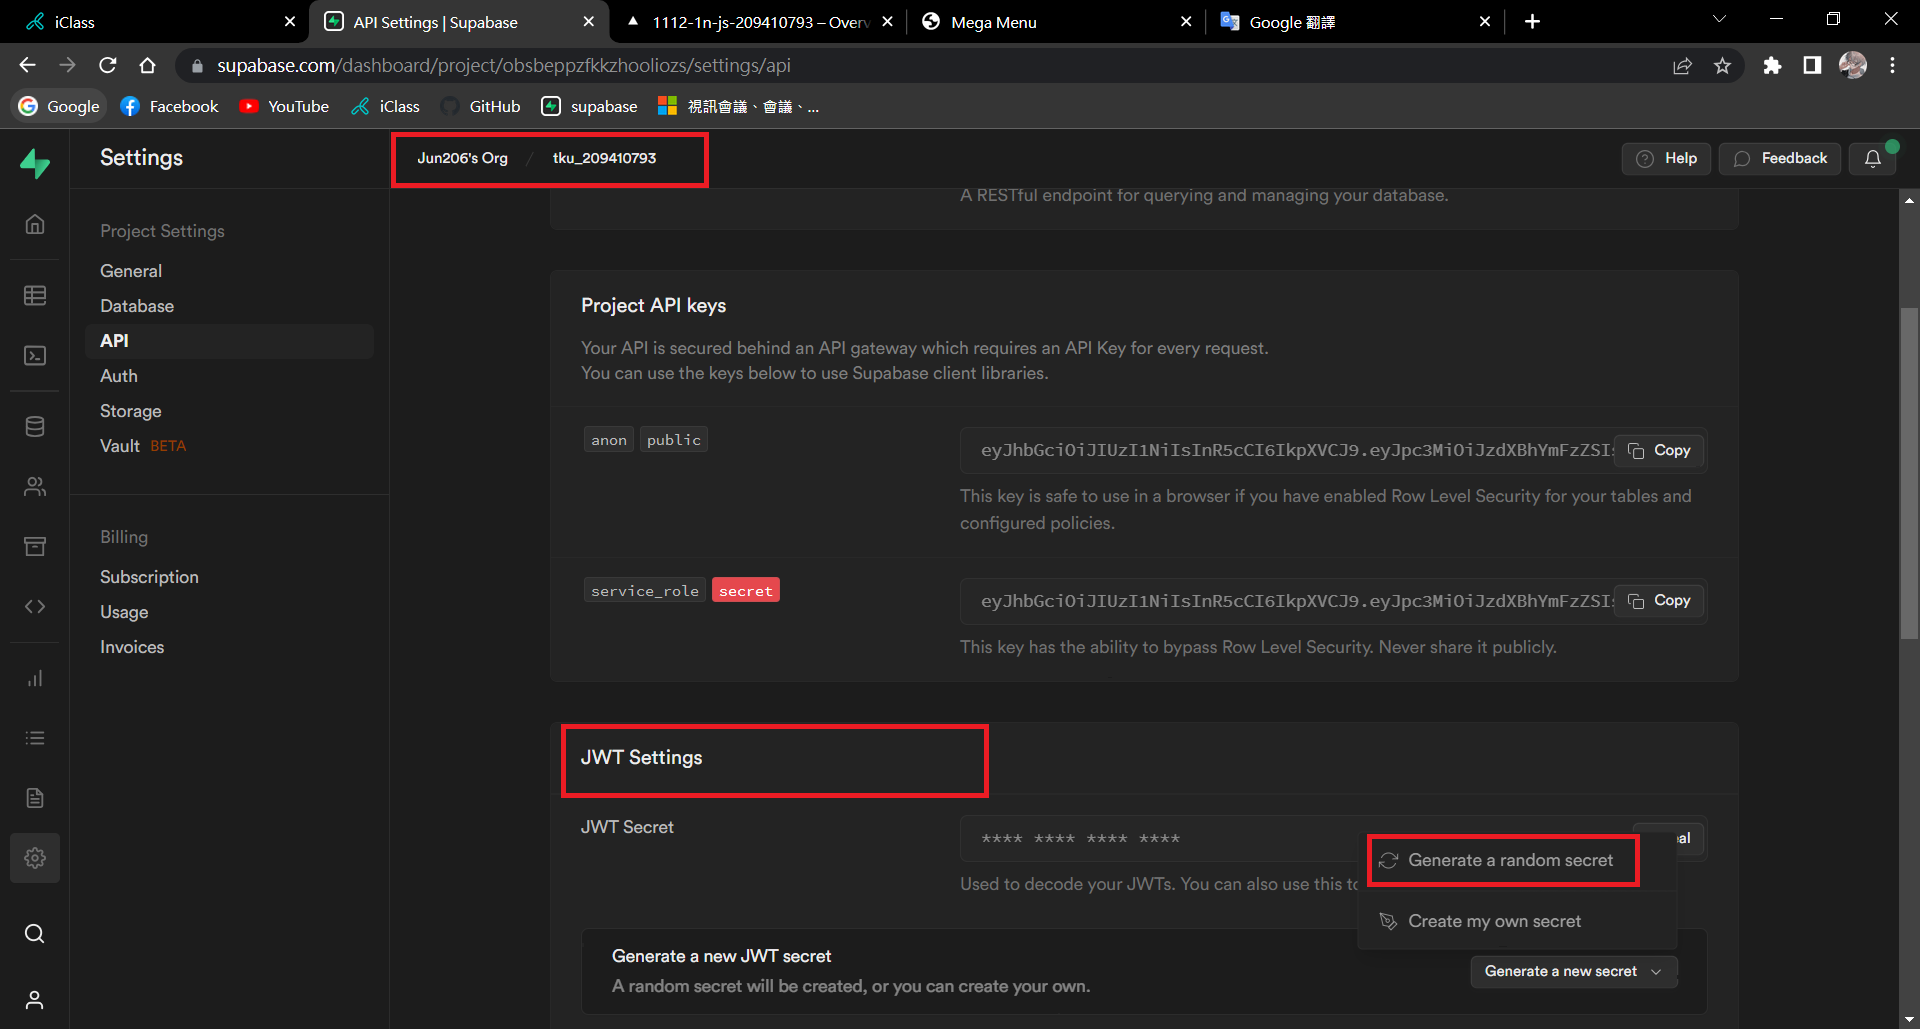 iClass
API Settings | Supabase
1112-1n-js-209410793 – Overv
Mega Menu
Google 翻譯
supabase.com/dashboard/project/obsbeppzfkkzhooliozs/settings/api
Google
Facebook
YouTube
iClass
GitHub
supabase
視訊會議、會議、...
Settings
Jun206's Org / tku_209410793
Help
Feedback
A RESTful endpoint for querying and managing your database.
Project Settings
General
Database
API
Auth
Storage
Vault BETA
Billing
Subscription
Usage
Invoices
Project API keys
Your API is secured behind an API gateway which requires an API Key for every request.
You can use the keys below to use Supabase client libraries.
anon public
eyJhbGciOiJIUzI1NiIsInR5cCI6IkpXVCJ9.eyJpc3MiOiJzdXBhYmFzZSIs
Copy
This key is safe to use in a browser if you have enabled Row Level Security for your tables and
configured policies.
service_role secret
eyJhbGciOiJIUzI1NiIsInR5cCI6IkpXVCJ9.eyJpc3MiOiJzdXBhYmFzZSIs
Copy
This key has the ability to bypass Row Level Security. Never share it publicly.
JWT Settings
JWT Secret
**** **** **** ****
Generate a random secret
Used to decode your JWTs. You can also use this to
Create my own secret
Generate a new JWT secret
A random secret will be created, or you can create your own.
Generate a new secret